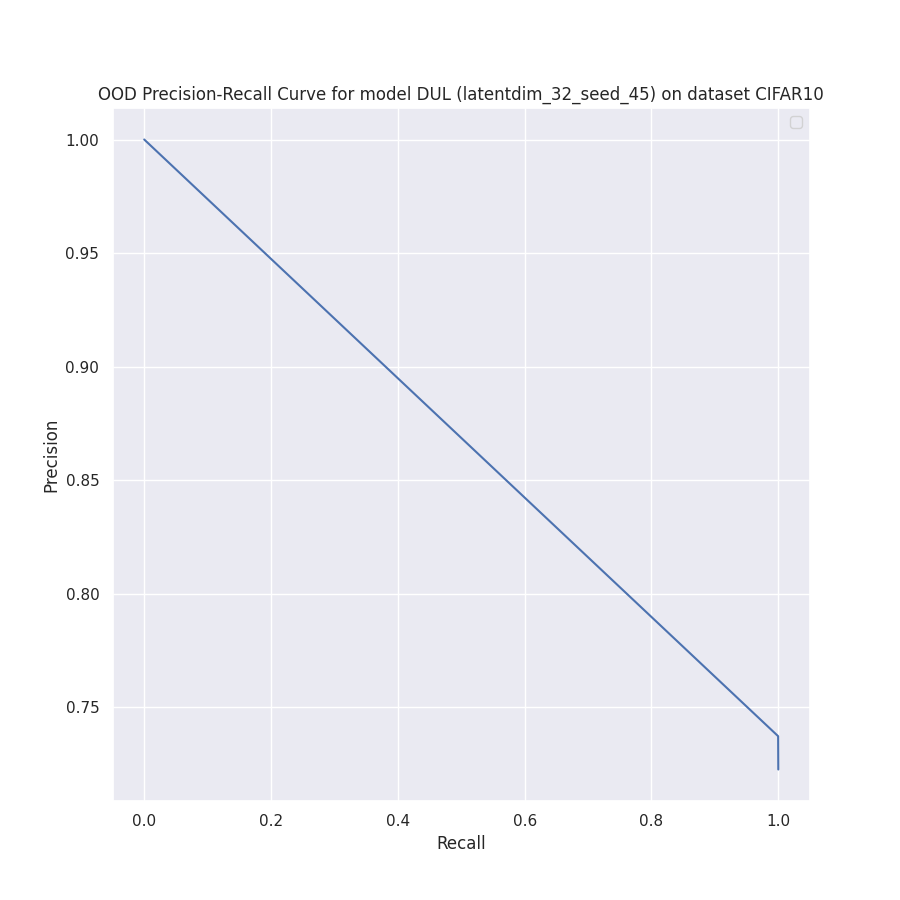 OOD Precision-Recall Curve for model DUL (latentdim_32_seed_45) on dataset CIFAR10
1.00
0.95
0.90
0.85
0.80
0.75
Precision
0.0 0.2 0.4 0.6 0.8 1.0
Recall